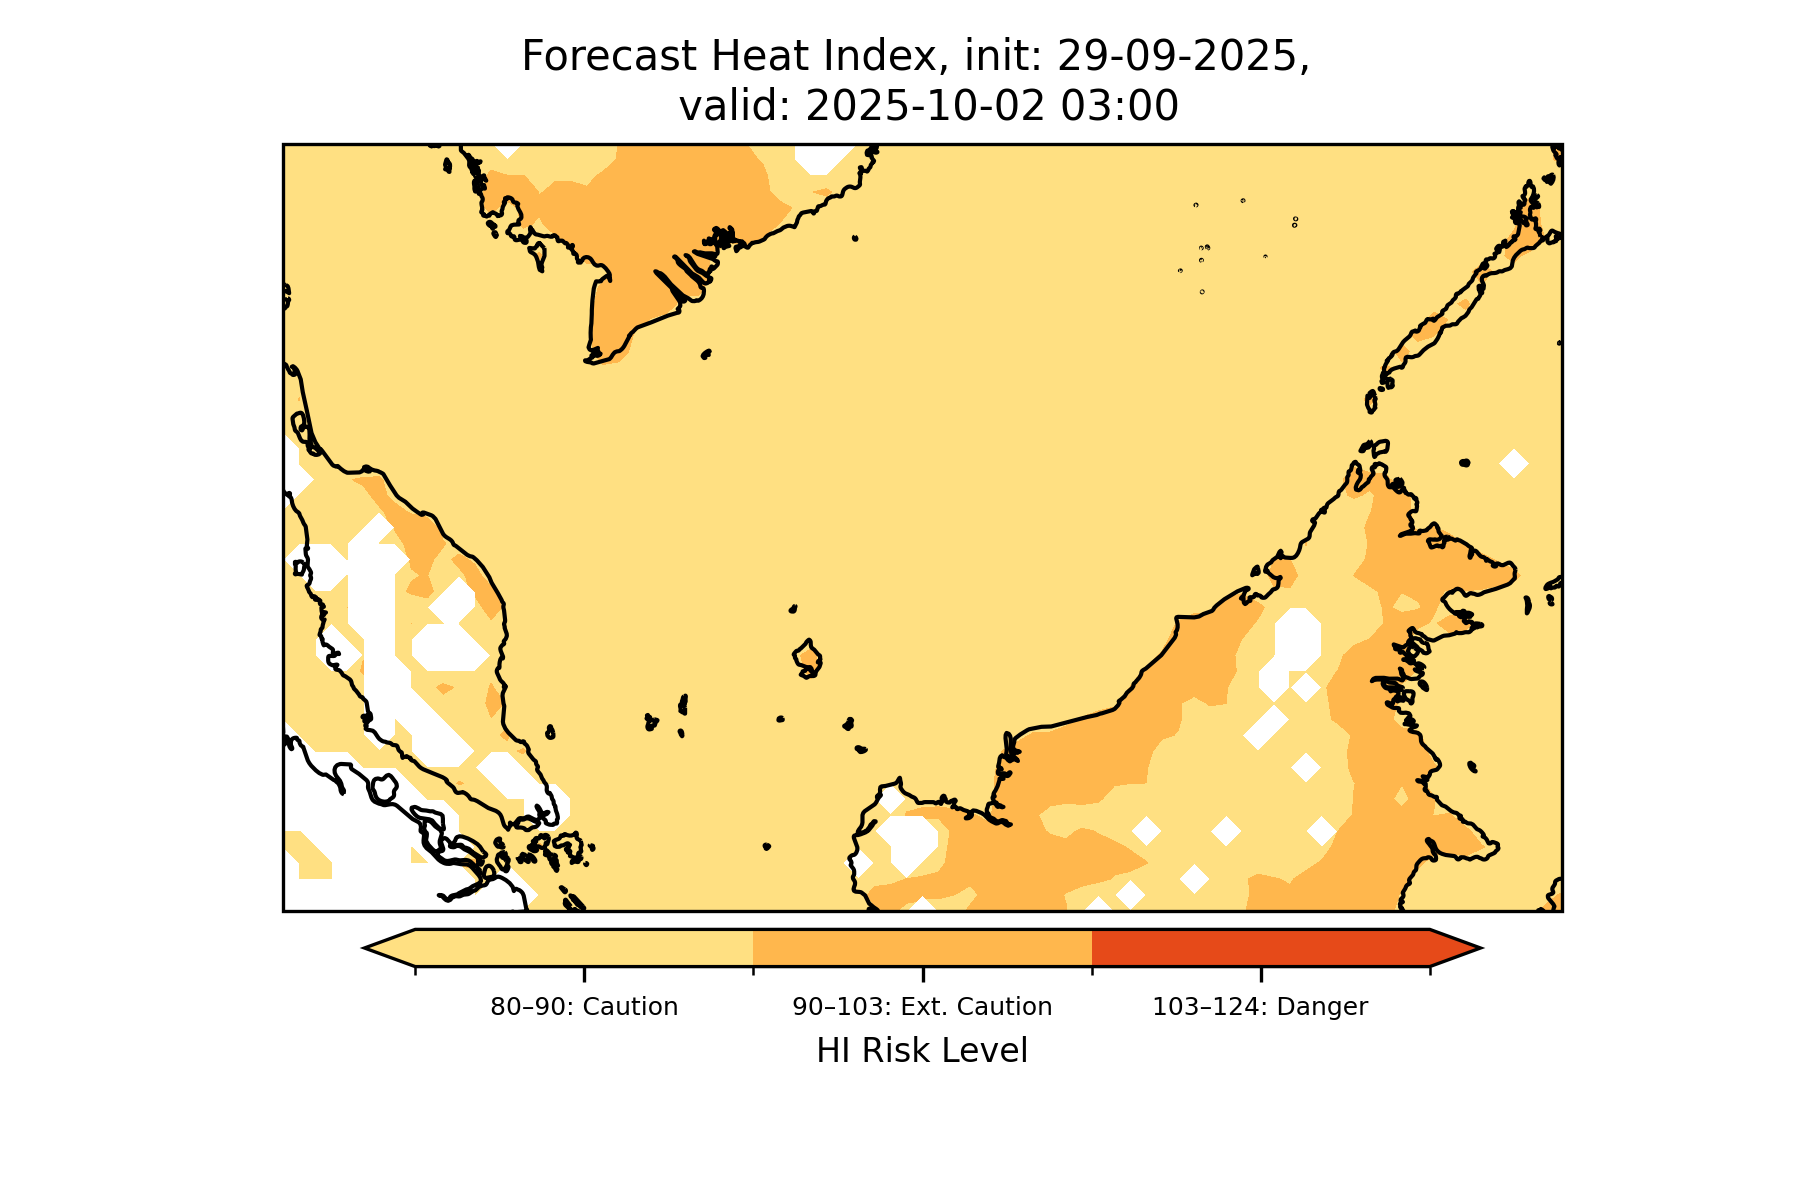 Forecast Heat Index, init: 29-09-2025,
valid: 2025-10-02 03:00
80–90: Caution
90–103: Ext. Caution
103–124: Danger
HI Risk Level